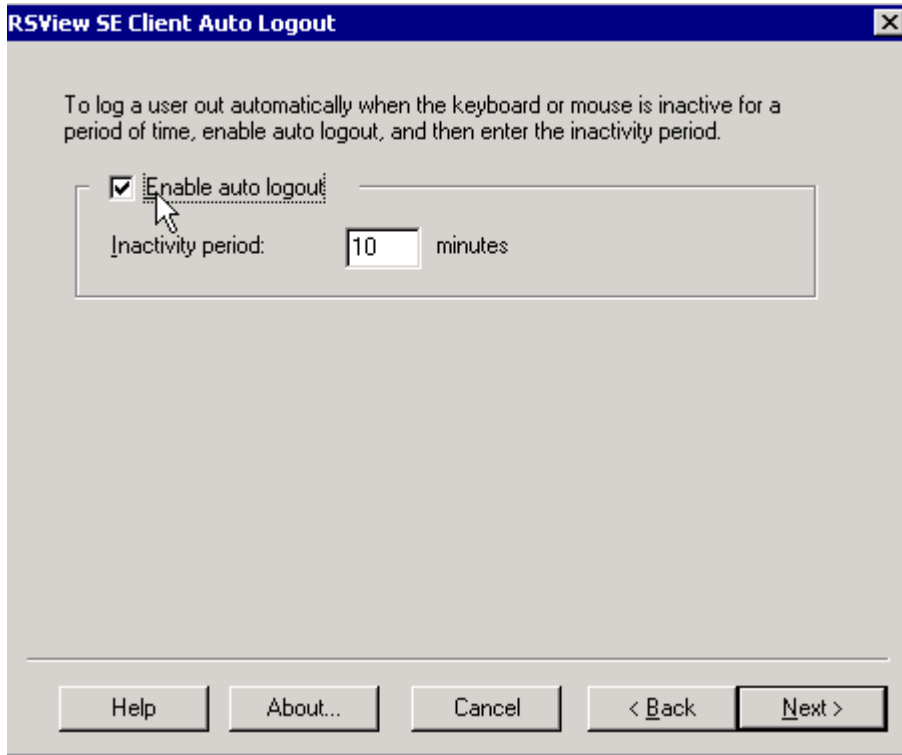 RSView SE Client Auto Logout
To log a user out automatically when the keyboard or mouse is inactive for a
period of time, enable auto logout, and then enter the inactivity period.
Enable auto logout
Inactivity period: 10 minutes
Help About... Cancel < Back Next >